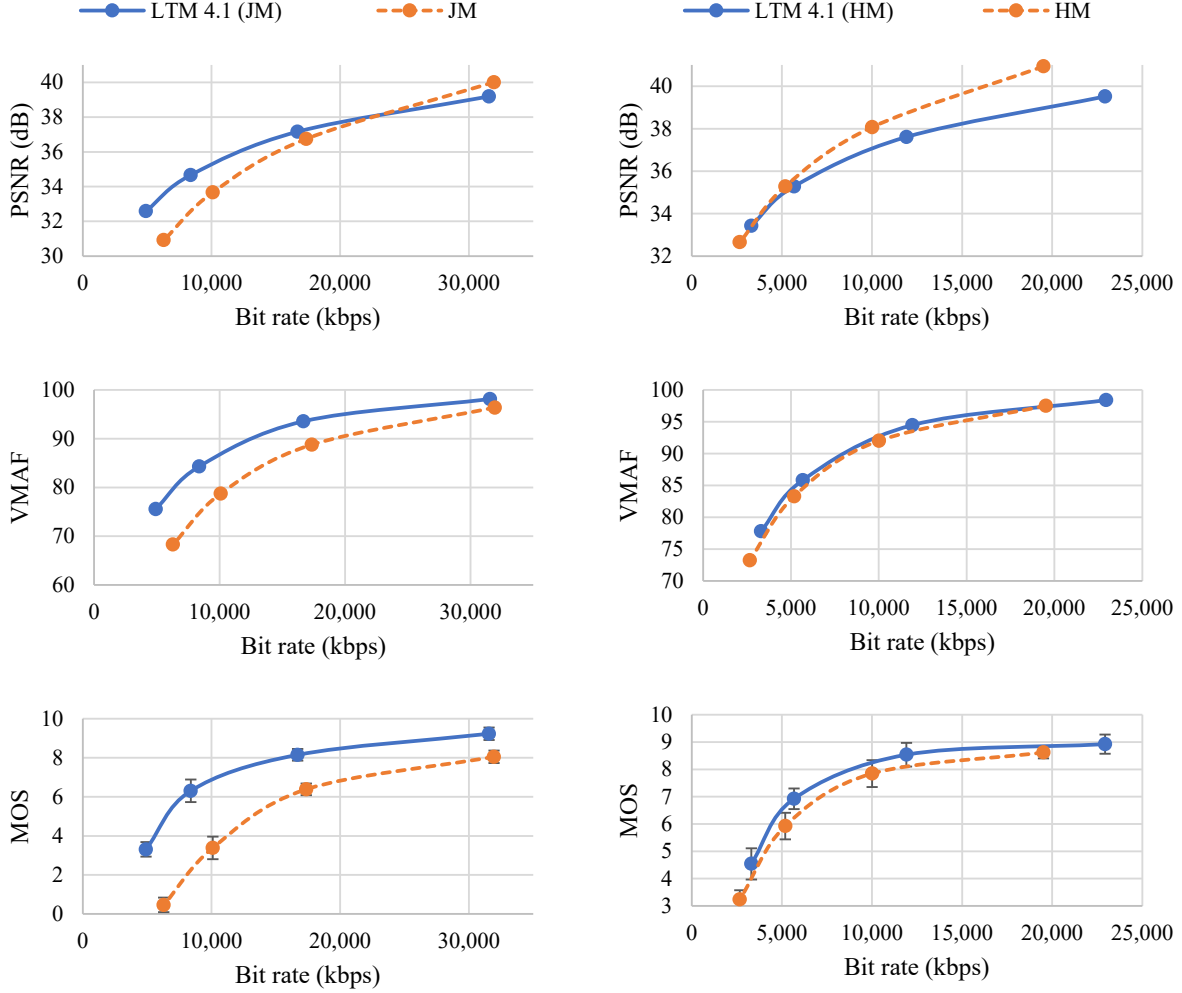 LTM 4.1 (JM) JM
PSNR (dB)
40
38
36
34
32
30
0 10,000 20,000 30,000
Bit rate (kbps)
LTM 4.1 (HM) HM
PSNR (dB)
40
38
36
34
32
0 5,000 10,000 15,000 20,000 25,000
Bit rate (kbps)
VMAF
100
90
80
70
60
0 10,000 20,000 30,000
Bit rate (kbps)
VMAF
100
95
90
85
80
75
70
0 5,000 10,000 15,000 20,000 25,000
Bit rate (kbps)
MOS
10
8
6
4
2
0
0 10,000 20,000 30,000
Bit rate (kbps)
MOS
10
9
8
7
6
5
4
3
0 5,000 10,000 15,000 20,000 25,000
Bit rate (kbps)